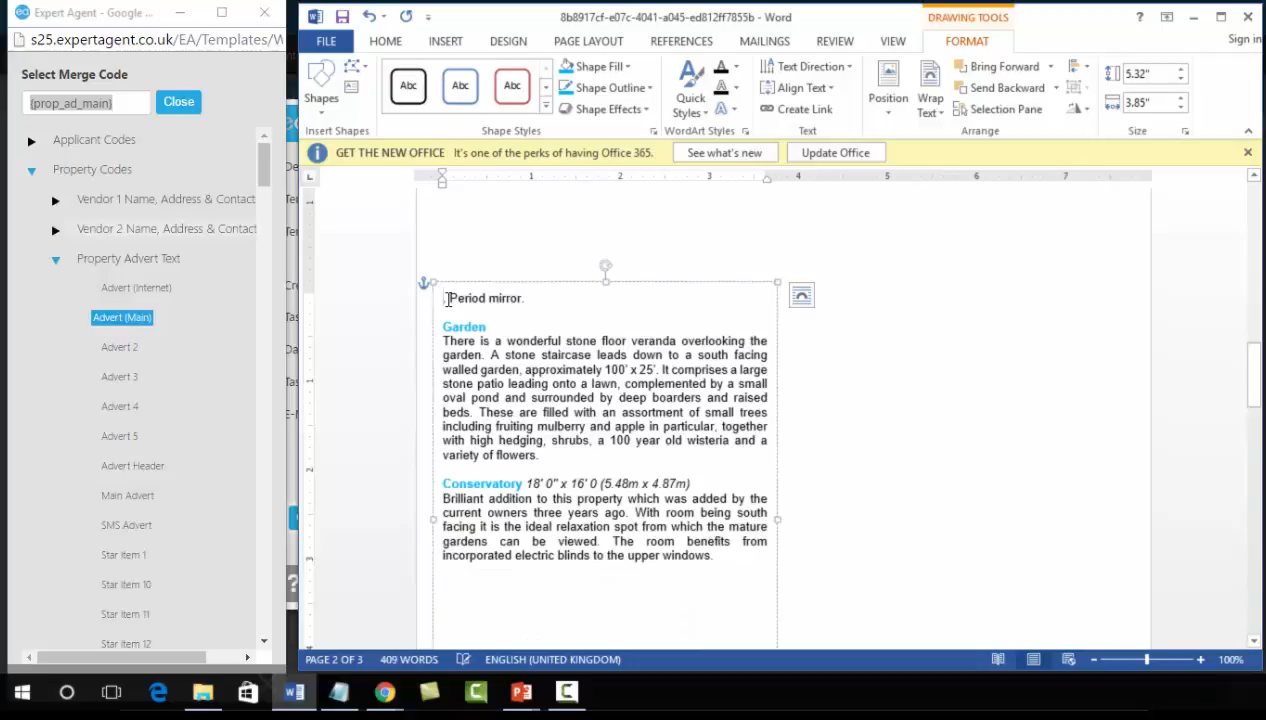 Expert Agent - Google ...
s25.expertagent.co.uk/EA/Templates/W
Select Merge Code
{prop_ad_main}
Close
Applicant Codes
Property Codes
Vendor 1 Name, Address & Contact
Vendor 2 Name, Address & Contact
Property Advert Text
Advert (Internet)
Advert (Main)
Advert 2
Advert 3
Advert 4
Advert 5
Advert Header
Main Advert
SMS Advert
Star Item 1
Star Item 10
Star Item 11
Star Item 12
8b8917cf-e07c-4041-a045-ed812ff7855b - Word
DRAWING TOOLS
FILE
HOME
INSERT
DESIGN
PAGE LAYOUT
REFERENCES
MAILINGS
REVIEW
VIEW
FORMAT
Sign in
Shapes
Insert Shapes
Abc
Abc
Abc
Shape Fill
Shape Outline
Shape Effects
Shape Styles
Quick
Styles
WordArt Styles
Text Direction
Align Text
Create Link
Text
Position
Wrap
Text
Bring Forward
Send Backward
Selection Pane
Arrange
5.32"
3.85"
Size
GET THE NEW OFFICE It's one of the perks of having Office 365.
See what's new
Update Office
1 2 3 4 5 6 7
Period mirror.
Garden
There is a wonderful stone floor veranda overlooking the
garden. A stone staircase leads down to a south facing
walled garden, approximately 100' x 25'. It comprises a large
stone patio leading onto a lawn, complemented by a small
oval pond and surrounded by deep boarders and raised
beds. These are filled with an assortment of small trees
including fruiting mulberry and apple in particular, together
with high hedging, shrubs, a 100 year old wisteria and a
variety of flowers.
Conservatory 18' 0" x 16' 0 (5.48m x 4.87m)
Brilliant addition to this property which was added by the
current owners three years ago. With room being south
facing it is the ideal relaxation spot from which the mature
gardens can be viewed. The room benefits from
incorporated electric blinds to the upper windows.
PAGE 2 OF 3
409 WORDS
ENGLISH (UNITED KINGDOM)
100%